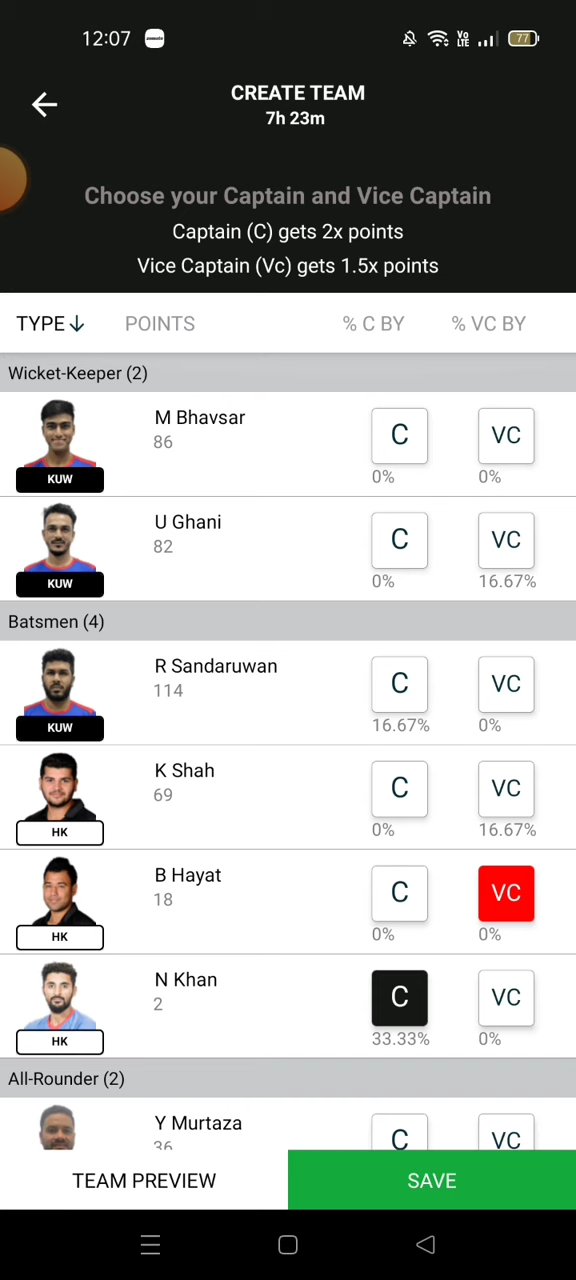 12:07
Vo LTE
77
CREATE TEAM
7h 23m
Choose your Captain and Vice Captain
Captain (C) gets 2x points
Vice Captain (Vc) gets 1.5x points
TYPE POINTS % C BY % VC BY
Wicket-Keeper (2)
M Bhavsar
86
C VC
KUW
0% 0%
U Ghani
82
C VC
KUW
0% 16.67%
Batsmen (4)
R Sandaruwan
114
C VC
KUW
16.67% 0%
K Shah
69
C VC
HK
0% 16.67%
B Hayat
18
C VC
HK
0% 0%
N Khan
2
C VC
HK
33.33% 0%
All-Rounder (2)
Y Murtaza
36
C VC
TEAM PREVIEW SAVE